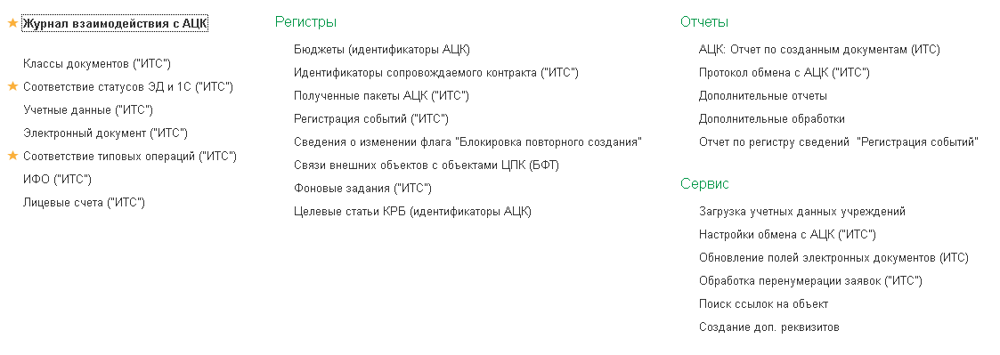 Журнал взаимодействия с АЦК
Классы документов ("ИТС")
Соответствие статусов ЭД и 1С ("ИТС")
Учетные данные ("ИТС")
Электронный документ ("ИТС")
Соответствие типовых операций ("ИТС")
ИФО ("ИТС")
Лицевые счета ("ИТС")
Регистры
Бюджеты (идентификаторы АЦК)
Идентификаторы сопровождаемого контракта ("ИТС")
Полученные пакеты АЦК ("ИТС")
Регистрация событий ("ИТС")
Сведения о изменении флага "Блокировка повторного создания"
Связи внешних объектов с объектами ЦПК (БФТ)
Фоновые задания ("ИТС")
Целевые статьи КРБ (идентификаторы АЦК)
Отчеты
АЦК: Отчет по созданным документам (ИТС)
Протокол обмена с АЦК ("ИТС")
Дополнительные отчеты
Дополнительные обработки
Отчет по регистру сведений  "Регистрация событий"
Сервис
Загрузка учетных данных учреждений
Настройки обмена с АЦК ("ИТС")
Обновление полей электронных документов (ИТС)
Обработка перенумерации заявок ("ИТС")
Поиск ссылок на объект
Создание доп. реквизитов